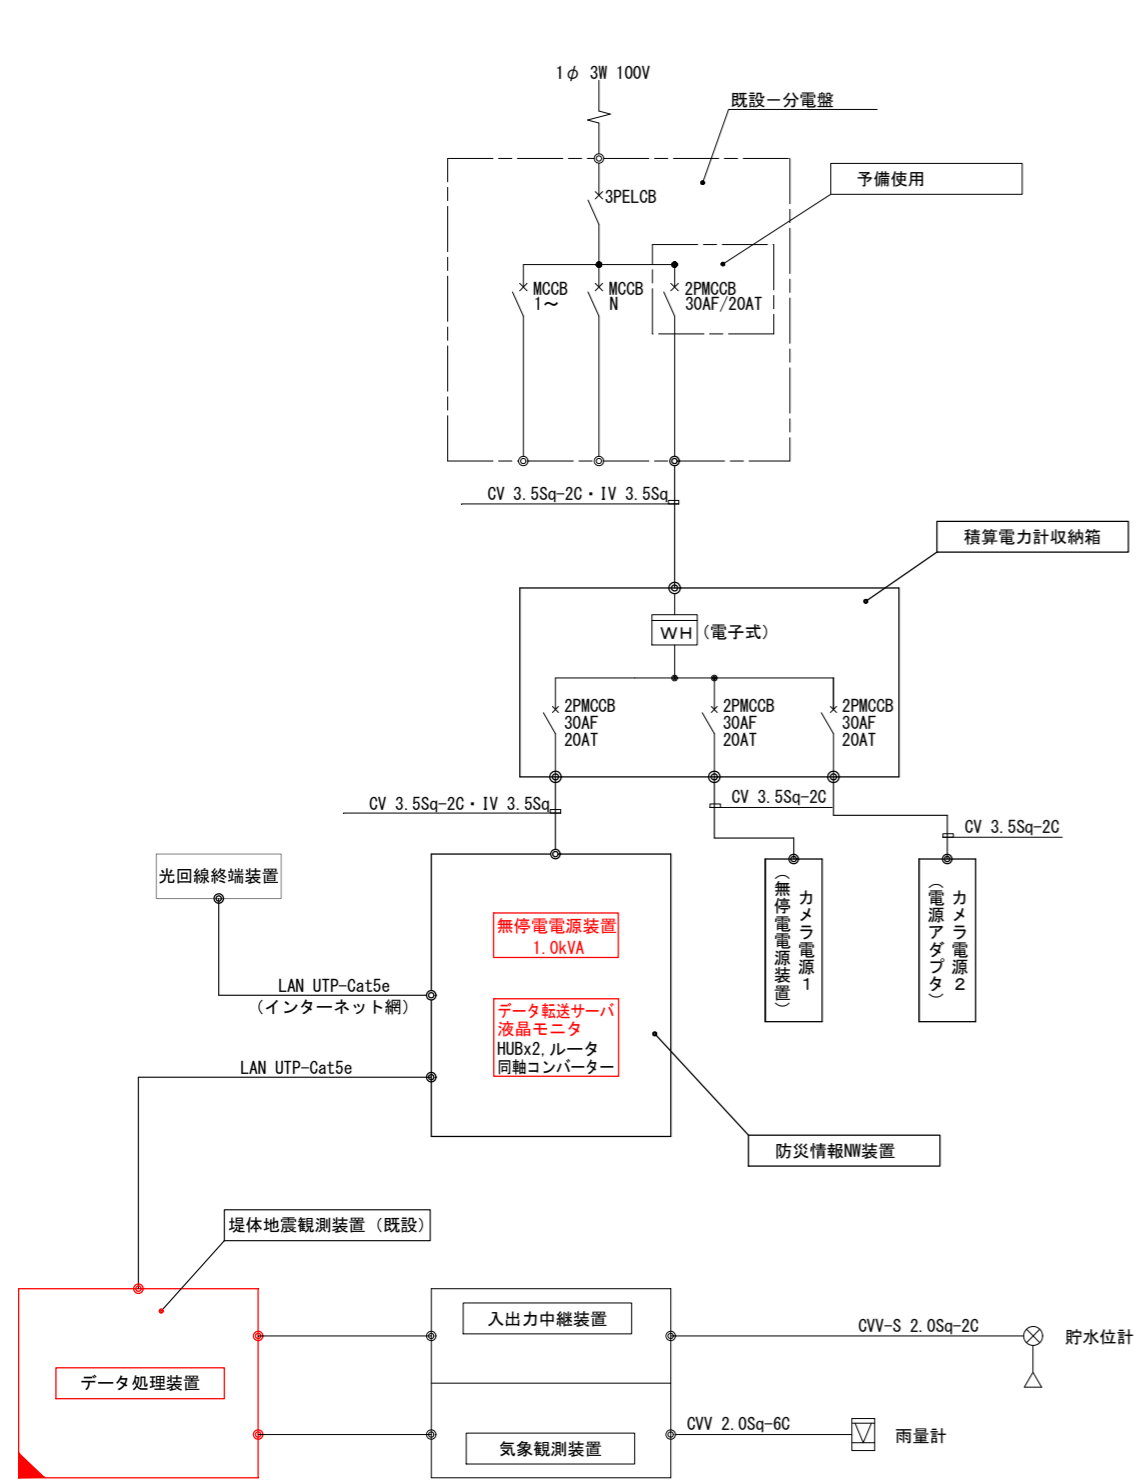 1φ 3W 100V
既設－分電盤
予備使用
3PELCB
MCCB
1～
MCCB
N
2PMCCB
30AF/20AT
CV 3.5Sq-2C・IV 3.5Sq
積算電力計収納箱
WH
(電子式)
2PMCCB
30AF
20AT
2PMCCB
30AF
20AT
2PMCCB
30AF
20AT
CV 3.5Sq-2C・IV 3.5Sq
CV 3.5Sq-2C
CV 3.5Sq-2C
光回線終端装置
無停電電源装置
1.0kVA
カメラ電源1
(無停電電源装置)
カメラ電源2
(電源アダプタ)
LAN UTP-Cat5e
(インターネット網)
データ転送サーバ
液晶モニタ
HUBx2,ルータ
同軸コンバーター
LAN UTP-Cat5e
防災情報NW装置
堤体地震観測装置（既設）
入出力中継装置
CVV-S 2.0Sq-2C
貯水位計
データ処理装置
CVV 2.0Sq-6C
雨量計
気象観測装置